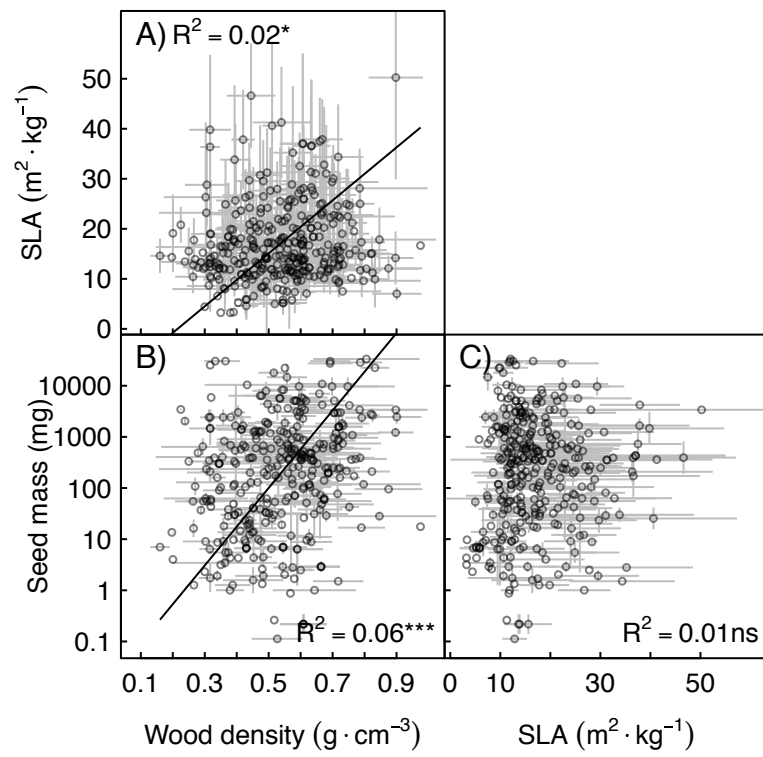 A) R² = 0.02*
SLA (m² · kg⁻¹)
50
40
30
20
10
0
B)
C)
Seed mass (mg)
10000
1000
100
10
1
0.1
R² = 0.06***
R² = 0.01ns
0.1 0.3 0.5 0.7 0.9
0 10 30 50
Wood density (g · cm⁻³)
SLA (m² · kg⁻¹)